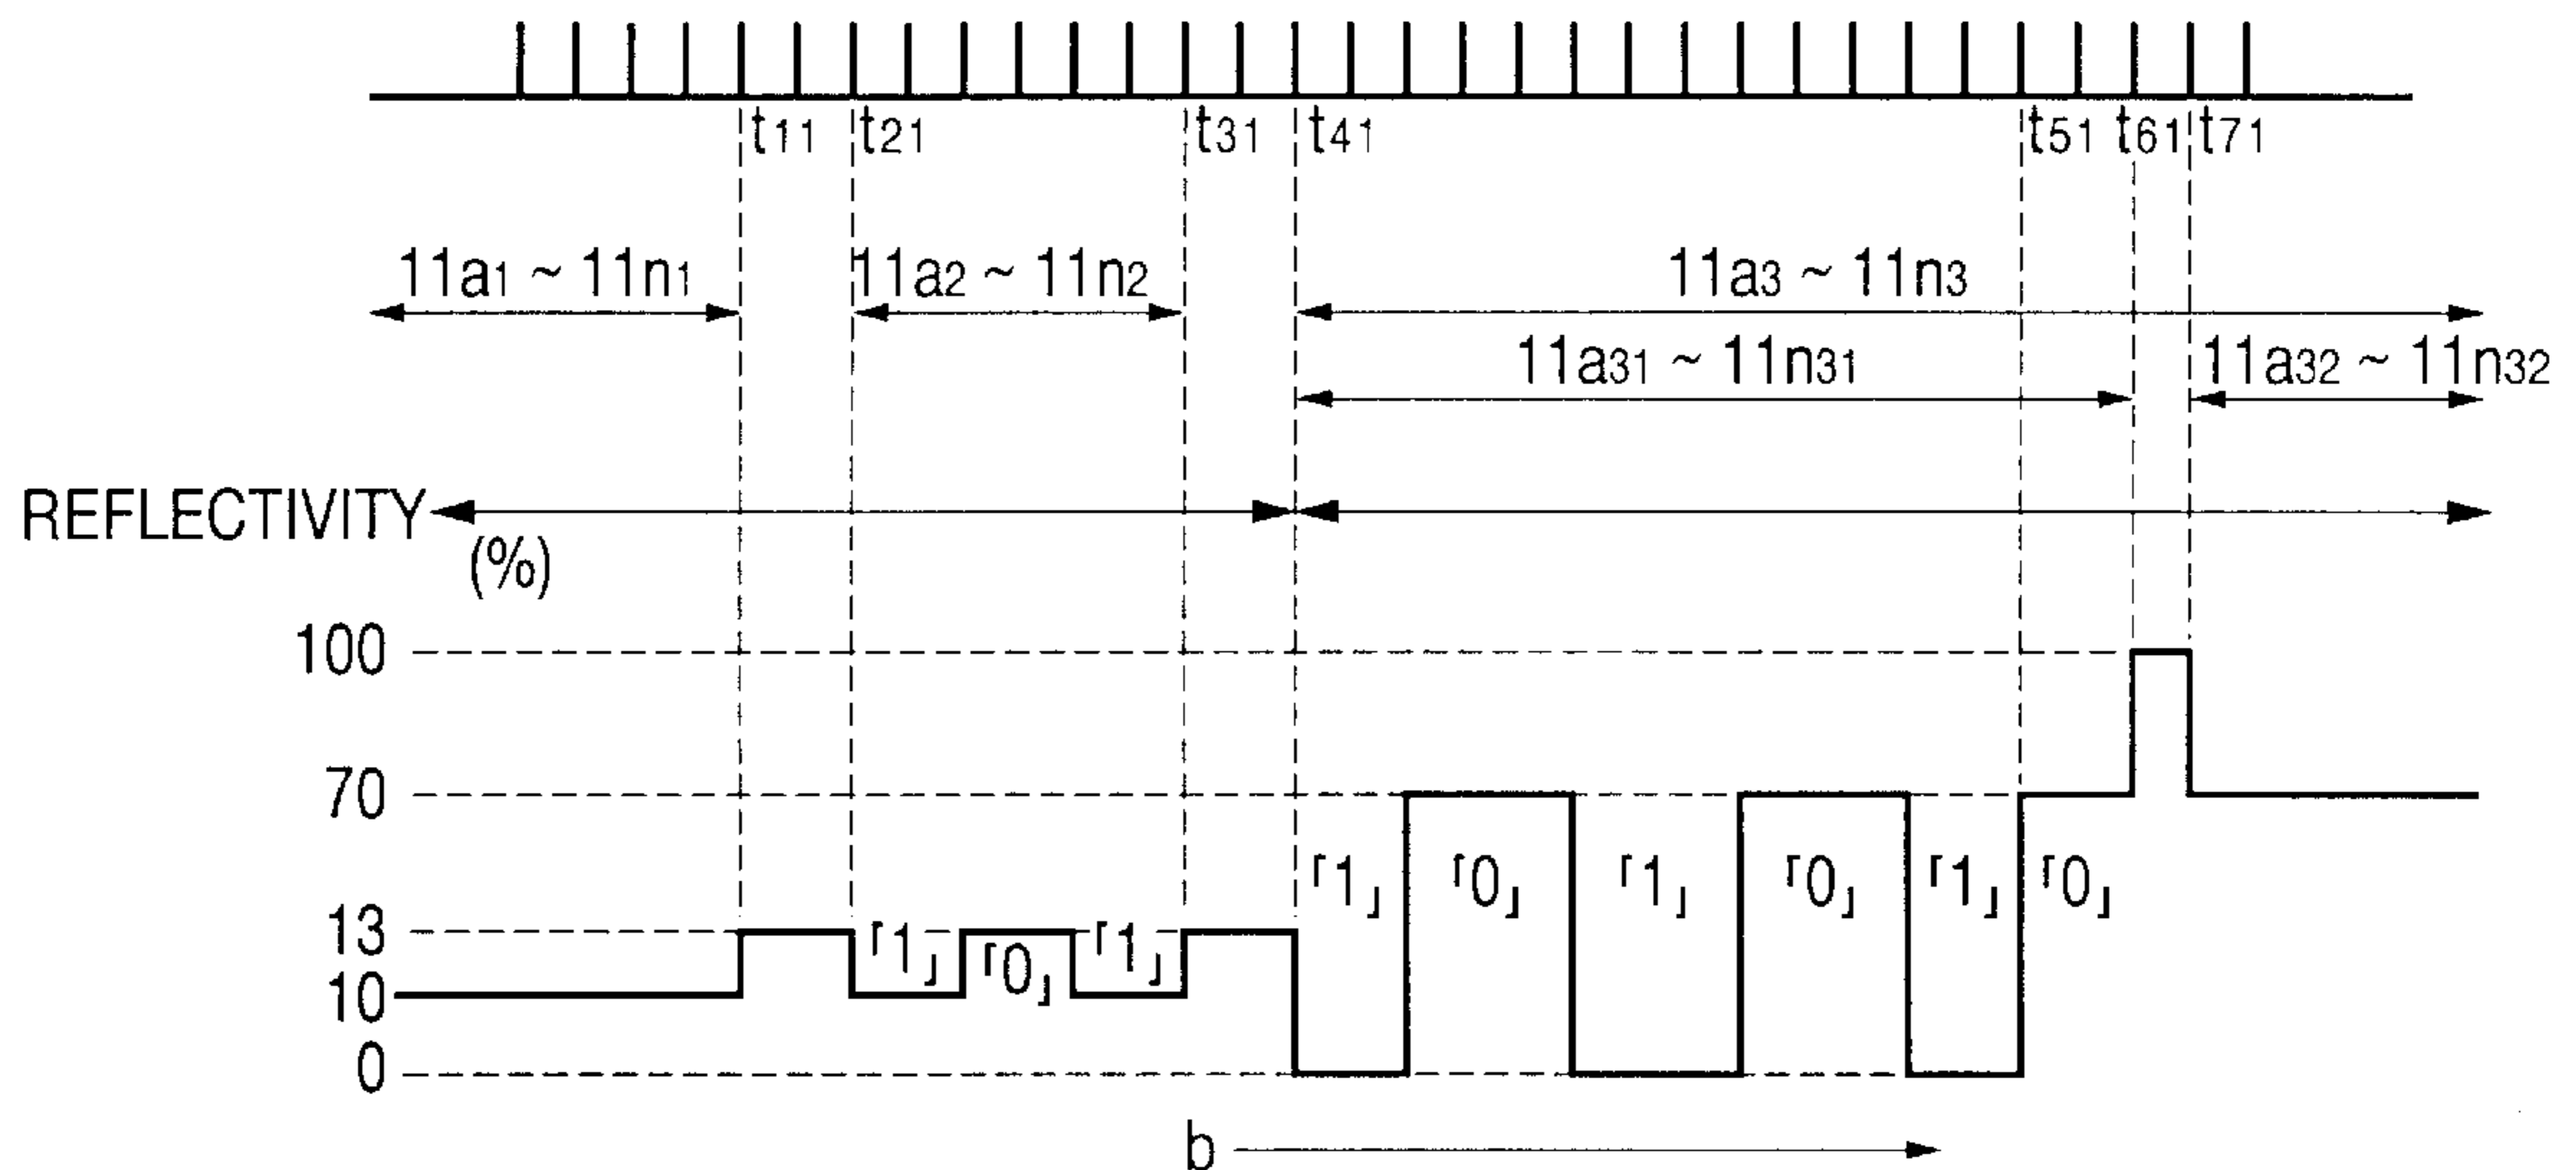 t11 t21 t31 t41 t51 t61 t71
11a1 ~ 11n1 11a2 ~ 11n2 11a3 ~ 11n3
11a31 ~ 11n31 11a32 ~ 11n32
REFLECTIVITY
(%)
100
70
「1」 「0」 「1」 「0」 「1」 「0」
13
「1」 「0」 「1」
10
0
b